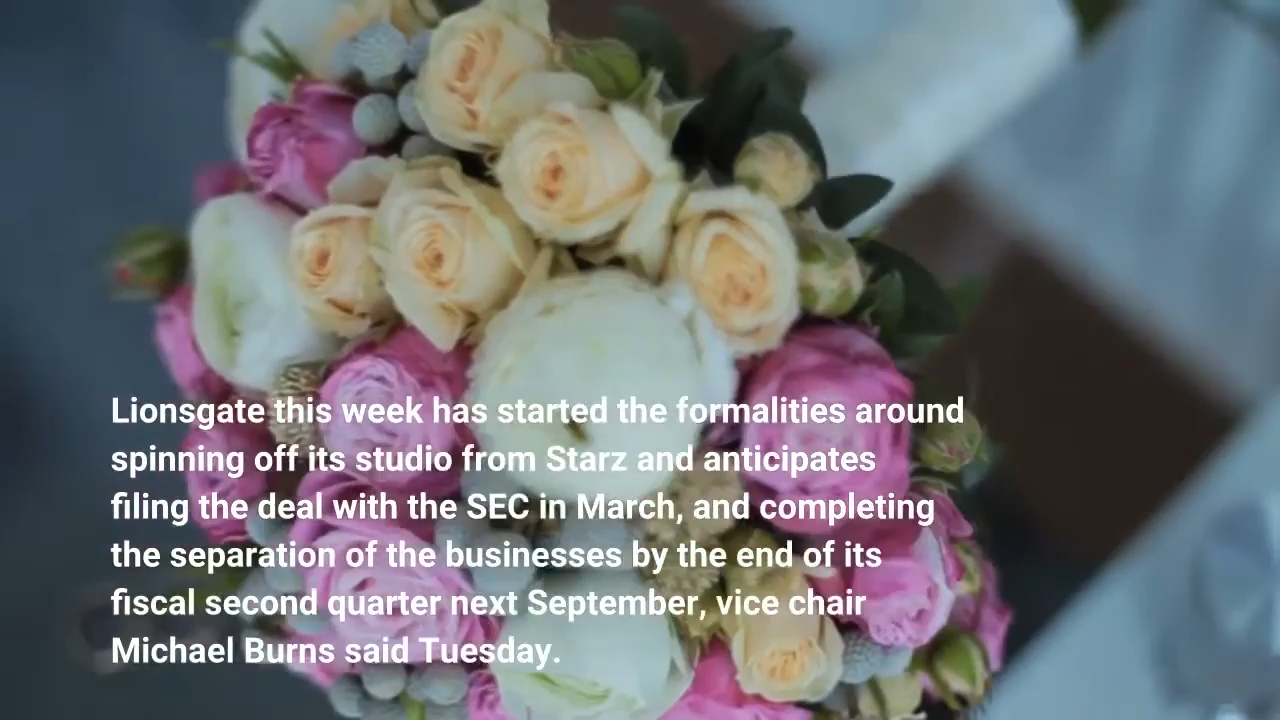 Lionsgate this week has started the formalities around
spinning off its studio from Starz and anticipates
filing the deal with the SEC in March, and completing
the separation of the businesses by the end of its
fiscal second quarter next September, vice chair
Michael Burns said Tuesday.